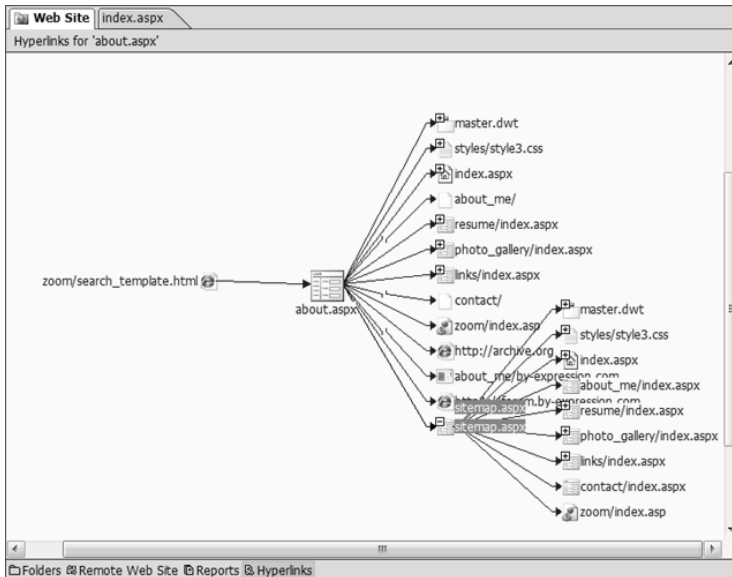 Web Site
index.aspx
Hyperlinks for 'about.aspx'
master.dwt
styles/style3.css
index.aspx
about_me/
resume/index.aspx
photo_gallery/index.aspx
links/index.aspx
contact/
zoom/index.asp
http://archive.org
about_me/by-expression.com
forum.by-expression.com
sitemap.aspx
sitemap.aspx
zoom/search_template.html
about.aspx
master.dwt
styles/style3.css
index.aspx
about_me/index.aspx
resume/index.aspx
photo_gallery/index.aspx
links/index.aspx
contact/index.aspx
zoom/index.asp
Folders
Remote Web Site
Reports
Hyperlinks